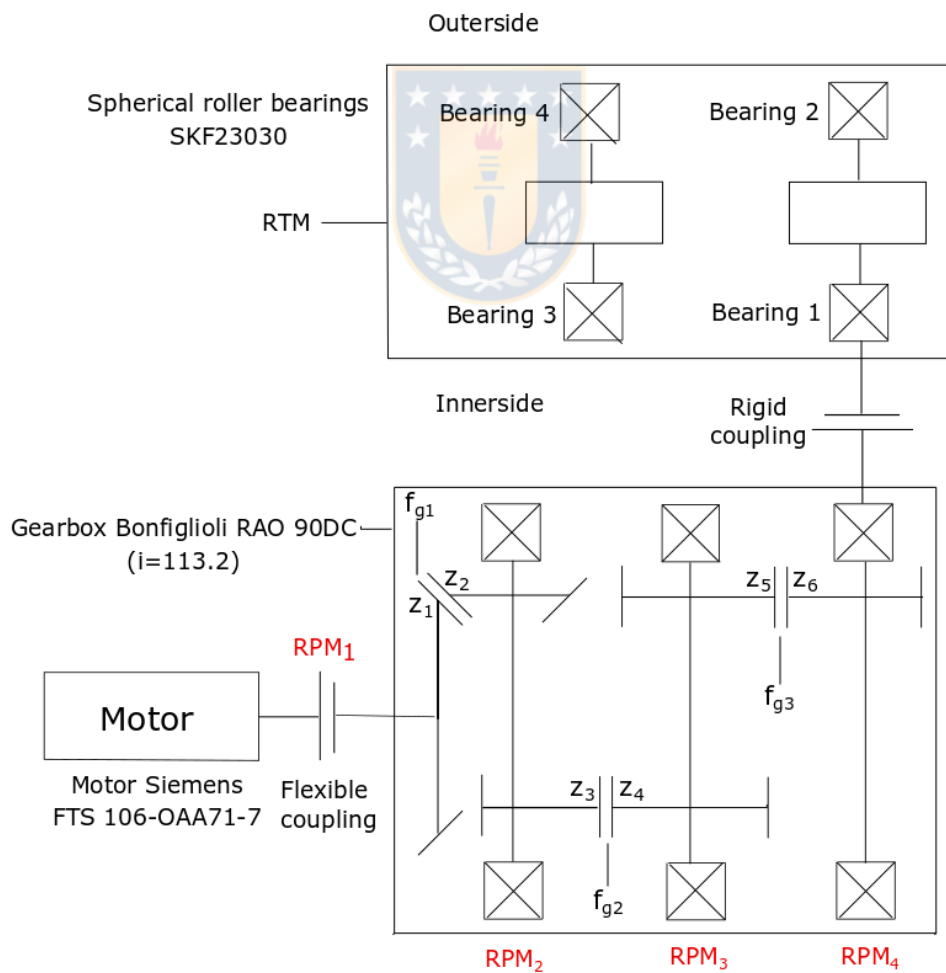 Outerside
Spherical roller bearings
SKF23030
Bearing 4
Bearing 2
RTM
Bearing 3
Bearing 1
Innerside
Rigid
coupling
Gearbox Bonfiglioli RAO 90DC
(i=113.2)
fg1
z1
z2
z5
z6
RPM1
fg3
Motor
Motor Siemens
FTS 106-OAA71-7
Flexible
coupling
z3
z4
fg2
RPM2
RPM3
RPM4